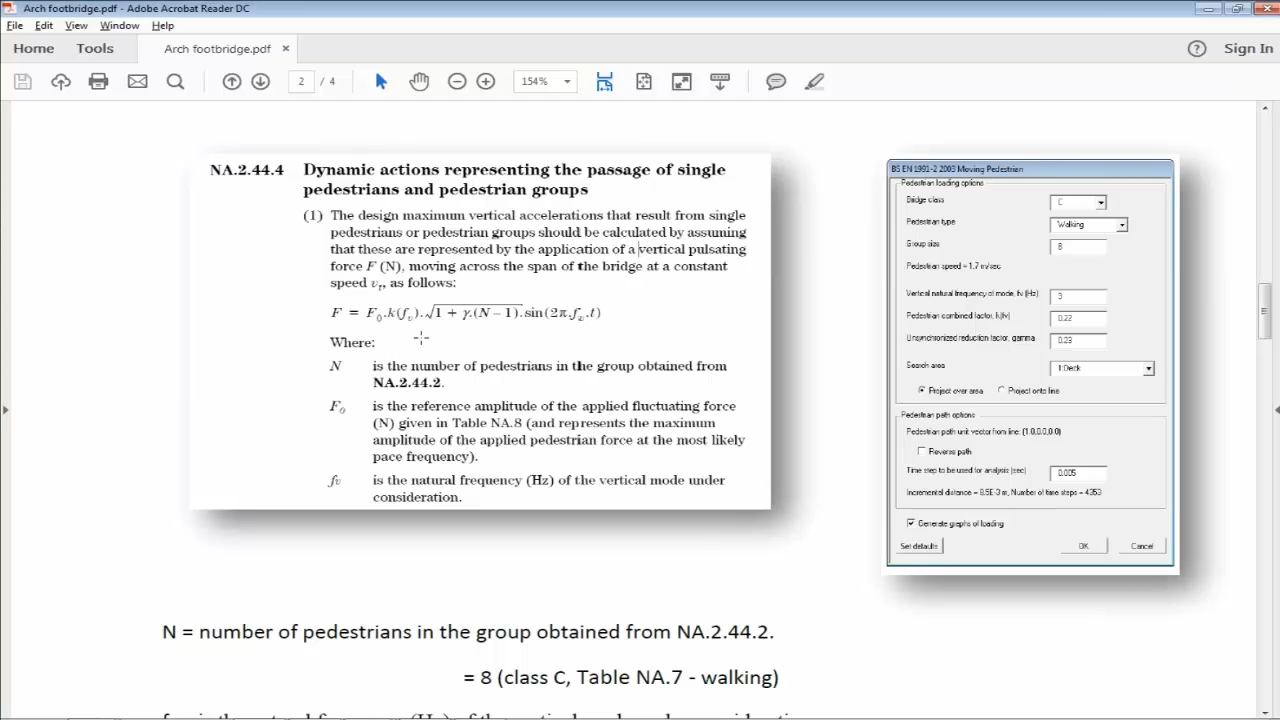 Arch footbridge.pdf - Adobe Acrobat Reader DC
File Edit View Window Help
Home Tools Arch footbridge.pdf × ? Sign In
2 / 4 154%
NA.2.44.4 Dynamic actions representing the passage of single
pedestrians and pedestrian groups
(1) The design maximum vertical accelerations that result from single
pedestrians or pedestrian groups should be calculated by assuming
that these are represented by the application of a vertical pulsating
force F (N), moving across the span of the bridge at a constant
speed vt, as follows:
F = F0.k(fv).√1 + γ.(N – 1).sin(2π.fv.t)
Where:
N is the number of pedestrians in the group obtained from
NA.2.44.2.
F0 is the reference amplitude of the applied fluctuating force
(N) given in Table NA.8 (and represents the maximum
amplitude of the applied pedestrian force at the most likely
pace frequency).
fv is the natural frequency (Hz) of the vertical mode under
consideration.
BS EN 1991-2 2003 Moving Pedestrian
Pedestrian loading options
Bridge class C
Pedestrian type Walking
Group size 8
Pedestrian speed = 1.7 m/sec
Vertical natural frequency of mode, fv (Hz) 3
Pedestrian combined factor, k(fv) 0.22
Unsynchronized reduction factor, gamma 0.23
Search area 1:Deck
Project over area Project onto line
Pedestrian path options
Pedestrian path unit vector from line: (1.0,0.0,0.0)
Reverse path
Time step to be used for analysis (sec) 0.005
Incremental distance = 8.5E-3 m, Number of time steps = 4353
Generate graphs of loading
Set defaults OK Cancel
N = number of pedestrians in the group obtained from NA.2.44.2.
= 8 (class C, Table NA.7 - walking)